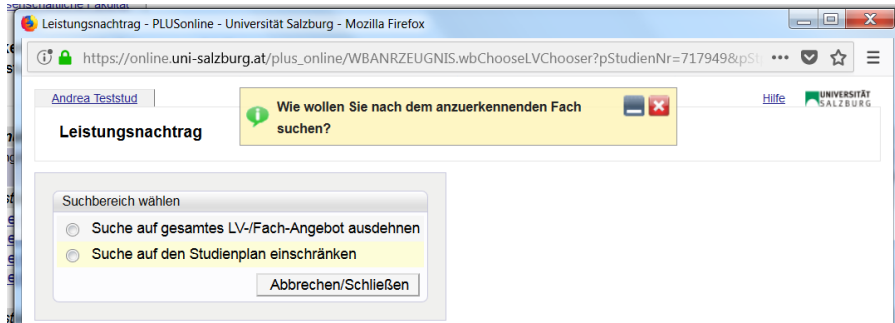 senschaftliche Fakultät
Leistungsnachtrag - PLUSonline - Universität Salzburg - Mozilla Firefox
https://online.uni-salzburg.at/plus_online/WBANRZEUGNIS.wbChooseLVChooser?pStudienNr=717949&pSt
Andrea Teststud
Wie wollen Sie nach dem anzuerkennenden Fach
suchen?
Hilfe
UNIVERSITÄT
SALZBURG
Leistungsnachtrag
Suchbereich wählen
Suche auf gesamtes LV-/Fach-Angebot ausdehnen
Suche auf den Studienplan einschränken
Abbrechen/Schließen